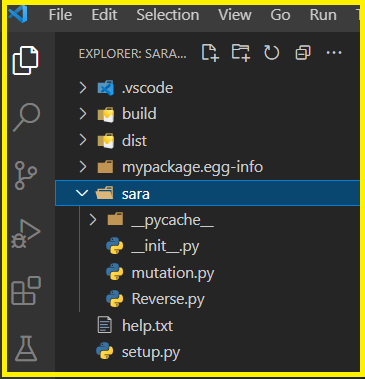 File Edit Selection View Go Run T
EXPLORER: SARA...
.vscode
build
dist
mypackage.egg-info
sara
__pycache__
__init__.py
mutation.py
Reverse.py
help.txt
setup.py